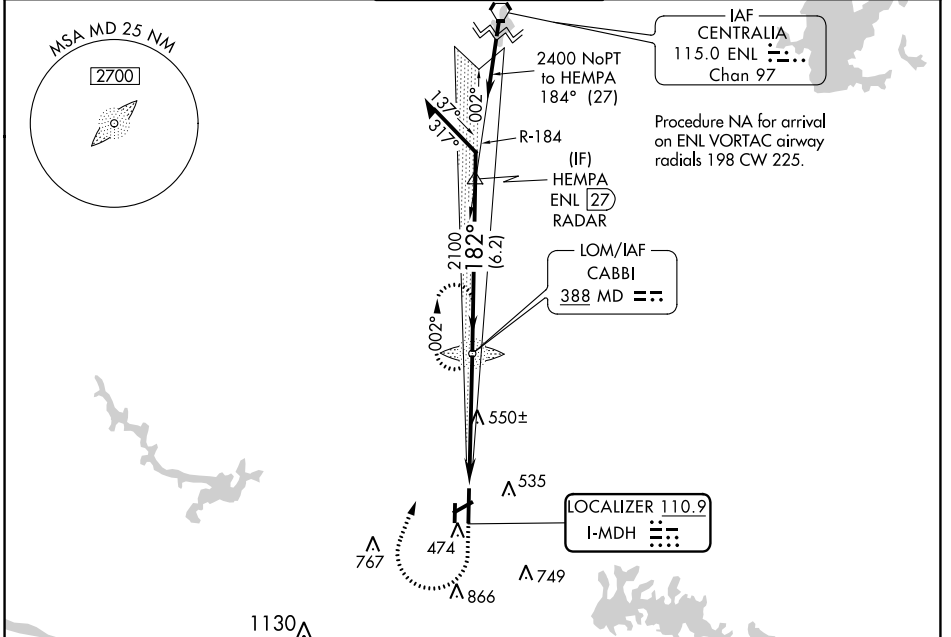 MSA MD 25 NM
2700
IAF
CENTRALIA
115.0 ENL
Chan 97
2400 NoPT
to HEMPA
184° (27)
Procedure NA for arrival
on ENL VORTAC airway
radials 198 CW 225.
002°
137°
317°
R-184
(IF)
HEMPA
ENL 27
RADAR
2100
182°
(6.2)
LOM/IAF
CABBI
388 MD
002°
550±
535
LOCALIZER 110.9
I-MDH
474
767
749
866
1130